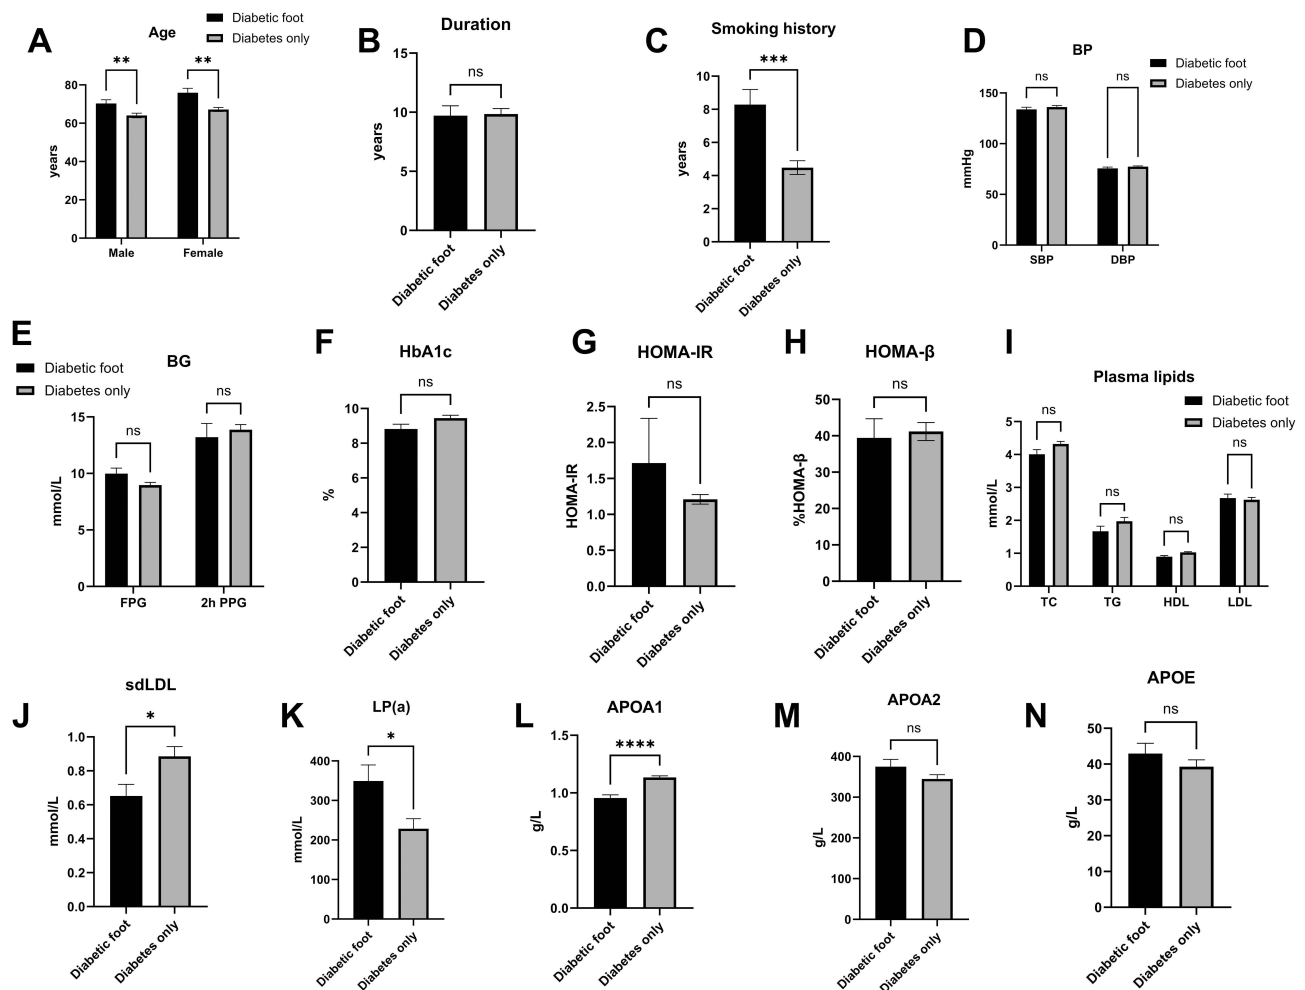 A
Age
Diabetic foot
Diabetes only
**
**
years
80
60
40
20
0
Male
Female
B
Duration
ns
years
15
10
5
0
Diabetic foot
Diabetes only
C
Smoking history
***
years
10
8
6
4
2
0
Diabetic foot
Diabetes only
D
BP
Diabetic foot
Diabetes only
ns
ns
mmHg
150
100
50
0
SBP
DBP
E
BG
Diabetic foot
Diabetes only
ns
ns
mmol/L
15
10
5
0
FPG
2h PPG
F
HbA1c
ns
%
10
8
6
4
2
0
Diabetic foot
Diabetes only
G
HOMA-IR
ns
HOMA-IR
2.5
2.0
1.5
1.0
0.5
0.0
Diabetic foot
Diabetes only
H
HOMA-β
ns
%HOMA-β
50
40
30
20
10
0
Diabetic foot
Diabetes only
I
Plasma lipids
Diabetic foot
Diabetes only
ns
ns
ns
ns
mmol/L
5
4
3
2
1
0
TC
TG
HDL
LDL
J
sdLDL
*
mmol/L
1.0
0.8
0.6
0.4
0.2
0.0
Diabetic foot
Diabetes only
K
LP(a)
*
mmol/L
400
300
200
100
0
Diabetic foot
Diabetes only
L
APOA1
****
g/L
1.5
1.0
0.5
0.0
Diabetic foot
Diabetes only
M
APOA2
ns
g/L
400
300
200
100
0
Diabetic foot
Diabetes only
N
APOE
ns
g/L
50
40
30
20
10
0
Diabetic foot
Diabetes only